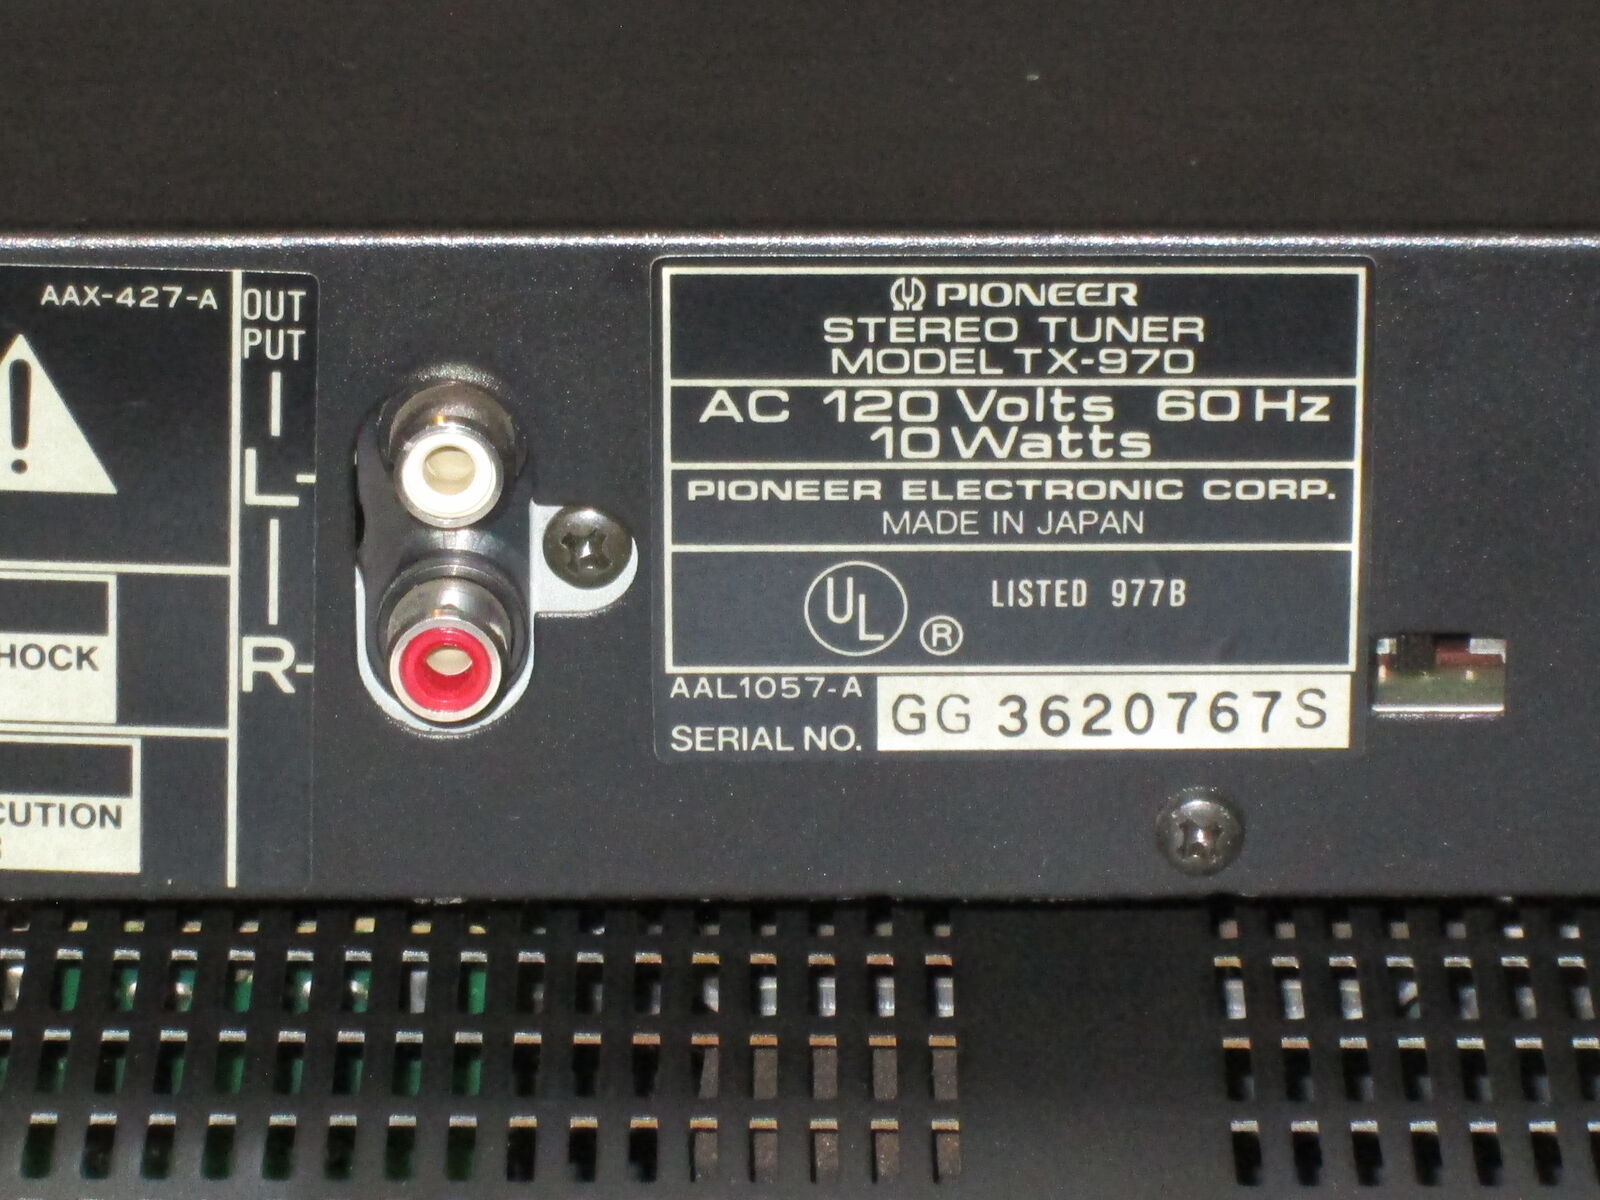 AAX-427-A
OUT
PUT
L
R
HOCK
CUTION
PIONEER
STEREO TUNER
MODEL TX-970
AC 120 Volts 60 Hz
10 Watts
PIONEER ELECTRONIC CORP.
MADE IN JAPAN
UL ® LISTED 977B
AAL1057-A
SERIAL NO. GG 3620767S